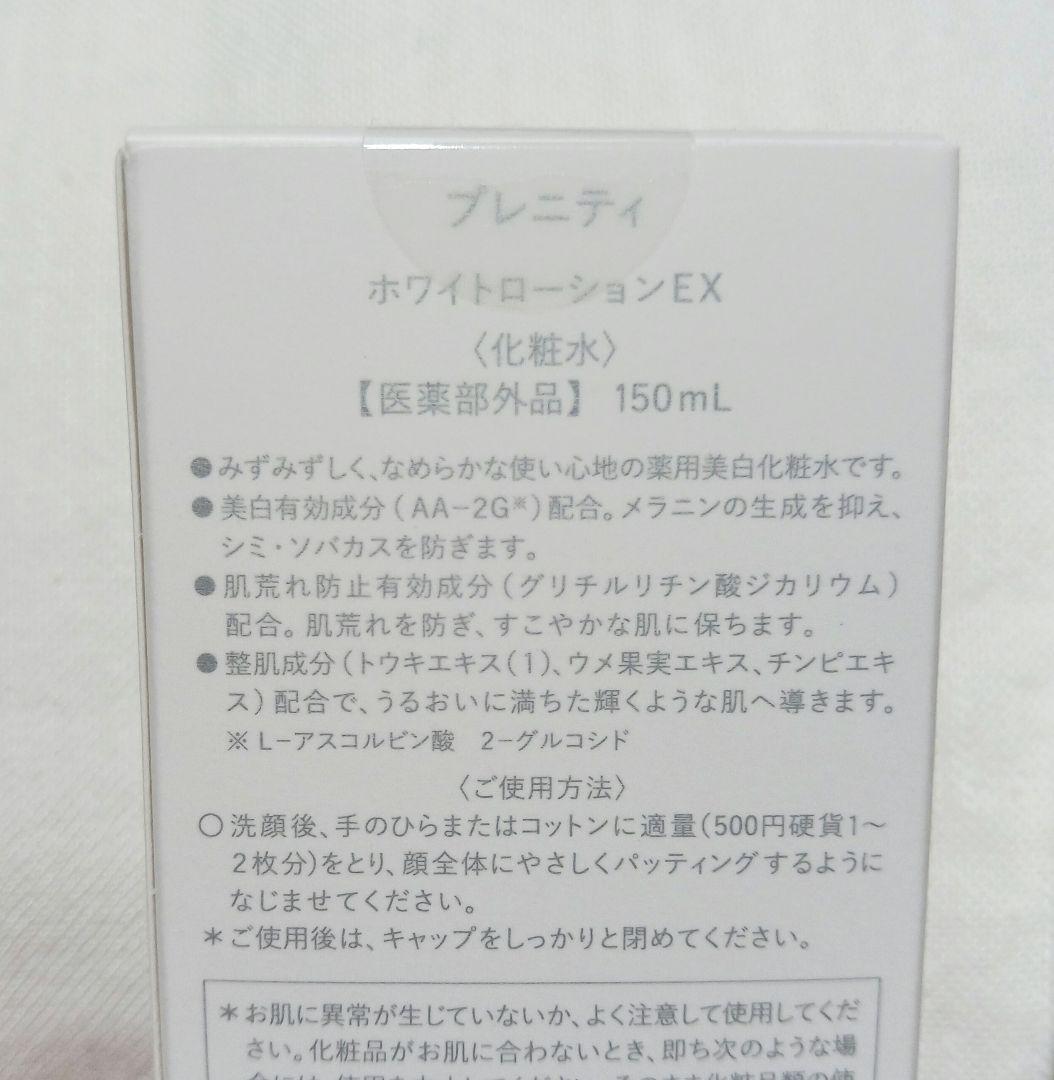 プレニティ
ホワイトローションEX
〈化粧水〉
【医薬部外品】 150mL
●みずみずしく、なめらかな使い心地の薬用美白化粧水です。
●美白有効成分(AA-2G※)配合。メラニンの生成を抑え、
シミ・ソバカスを防ぎます。
●肌荒れ防止有効成分(グリチルリチン酸ジカリウム)
配合。肌荒れを防ぎ、すこやかな肌に保ちます。
●整肌成分(トウキエキス(1)、ウメ果実エキス、チンピエキ
ス)配合で、うるおいに満ちた輝くような肌へ導きます。
※ L-アスコルビン酸 2-グルコシド
〈ご使用方法〉
○洗顔後、手のひらまたはコットンに適量(500円硬貨1~
2枚分)をとり、顔全体にやさしくパッティングするように
なじませてください。
*ご使用後は、キャップをしっかりと閉めてください。
*お肌に異常が生じていないか、よく注意して使用してくだ
さい。化粧品がお肌に合わないとき、即ち次のような場